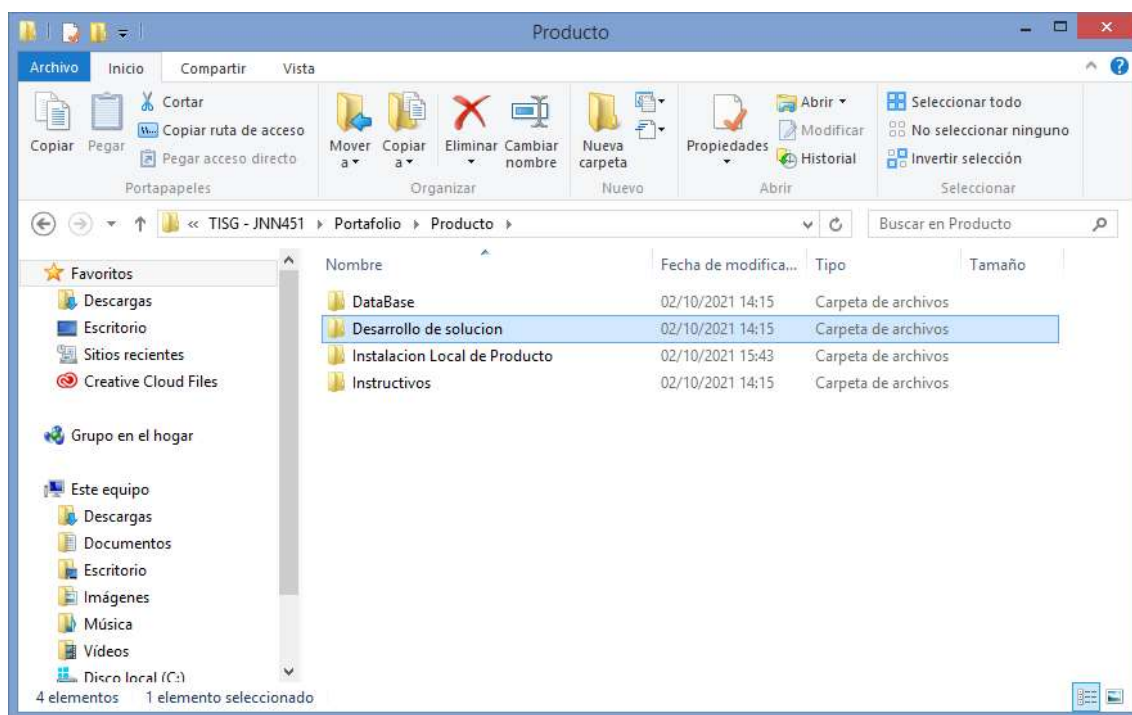 Producto
Archivo Inicio Compartir Vista
Copiar
Pegar
Cortar
Copiar ruta de acceso
Pegar acceso directo
Portapapeles
Mover a
Copiar a
Eliminar
Cambiar nombre
Organizar
Nueva carpeta
Nuevo
Propiedades
Abrir
Modificar
Historial
Abrir
Seleccionar todo
No seleccionar ninguno
Invertir selección
Seleccionar
« TISG - JNN451 Portafolio Producto
Buscar en Producto
Favoritos
Descargas
Escritorio
Sitios recientes
Creative Cloud Files
Grupo en el hogar
Este equipo
Descargas
Documentos
Escritorio
Imágenes
Música
Vídeos
Disco local (C:)
Nombre Fecha de modifica... Tipo Tamaño
DataBase 02/10/2021 14:15 Carpeta de archivos
Desarrollo de solucion 02/10/2021 14:15 Carpeta de archivos
Instalacion Local de Producto 02/10/2021 15:43 Carpeta de archivos
Instructivos 02/10/2021 14:15 Carpeta de archivos
4 elementos 1 elemento seleccionado